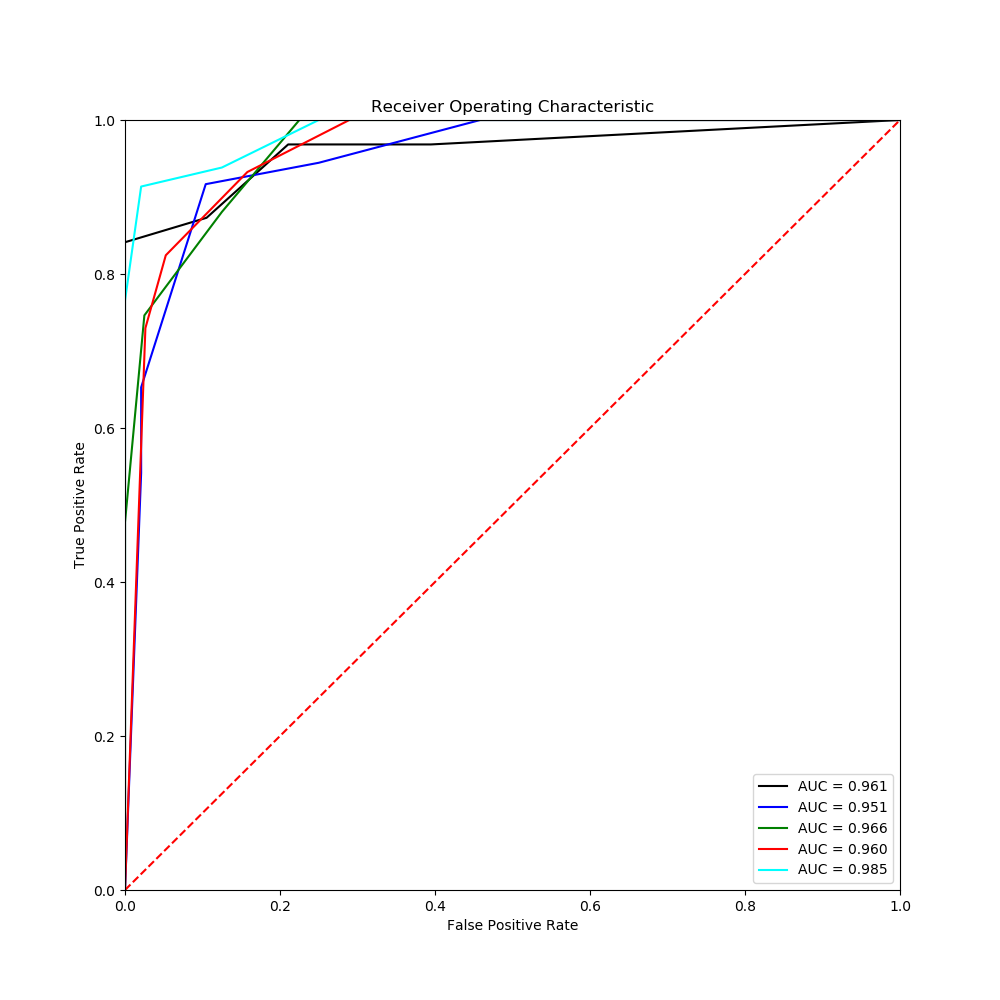 Receiver Operating Characteristic
1.0
0.8
0.6
0.4
0.2
0.0
True Positive Rate
0.0 0.2 0.4 0.6 0.8 1.0
False Positive Rate
AUC = 0.961
AUC = 0.951
AUC = 0.966
AUC = 0.960
AUC = 0.985